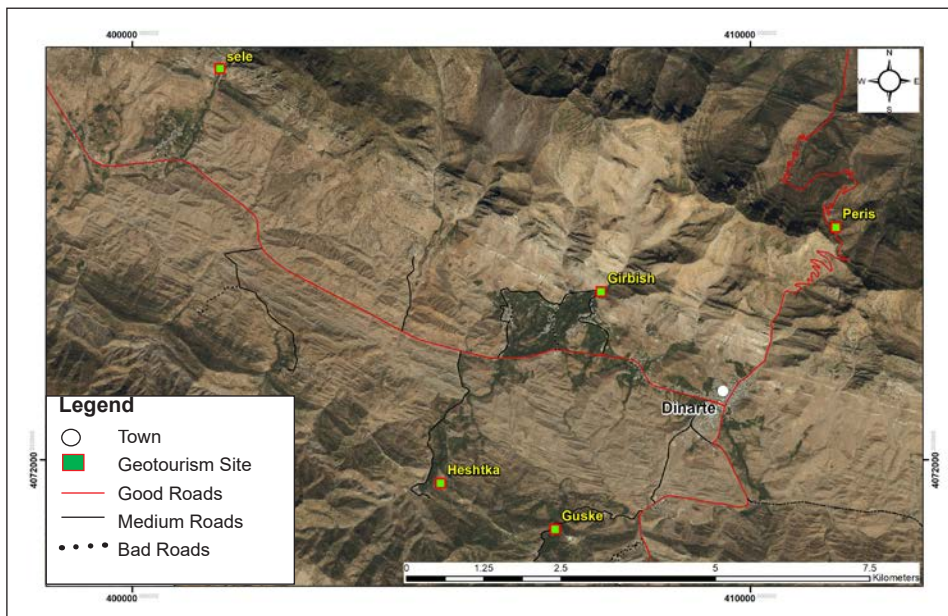 400000
410000
sele
N
W E
S
Peris
Girbish
Dinarte
Legend
Town
Geotourism Site
Good Roads
Medium Roads
Bad Roads
4072000
4072000
Heshtka
Guske
0 1.25 2.5 5 7.5
Kilometers
400000
410000